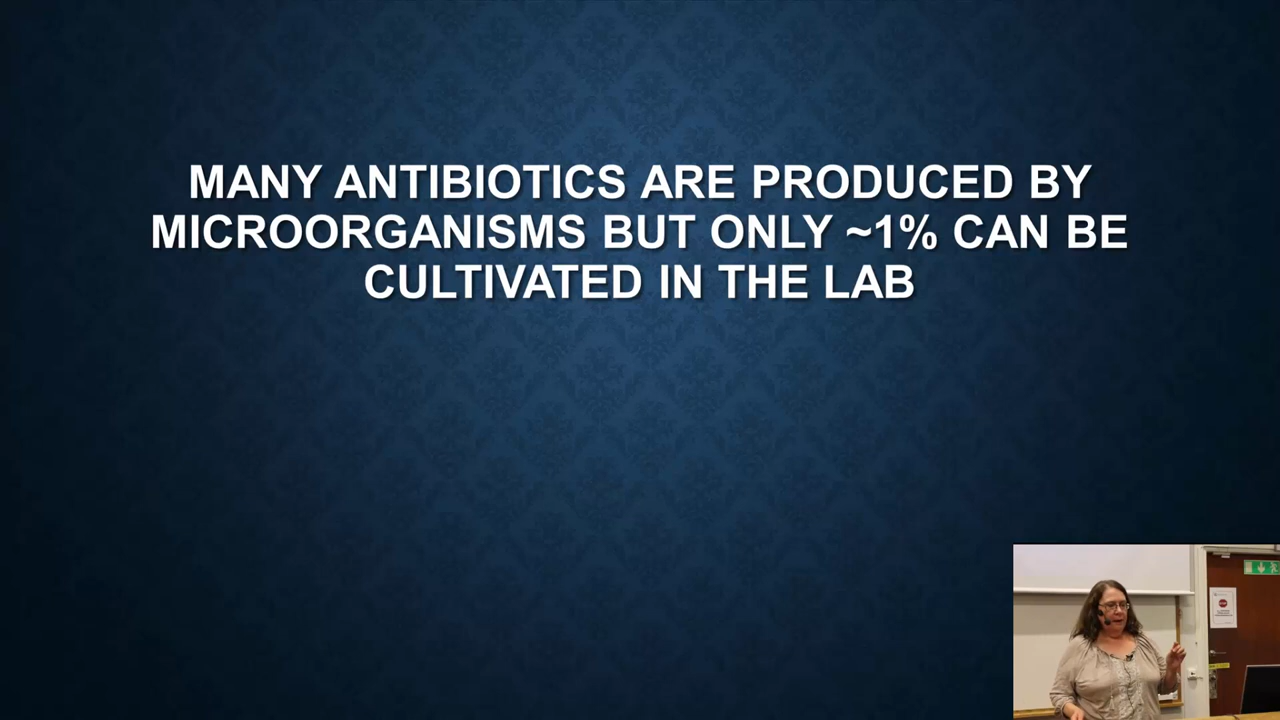 MANY ANTIBIOTICS ARE PRODUCED BY
MICROORGANISMS BUT ONLY ~1% CAN BE
CULTIVATED IN THE LAB